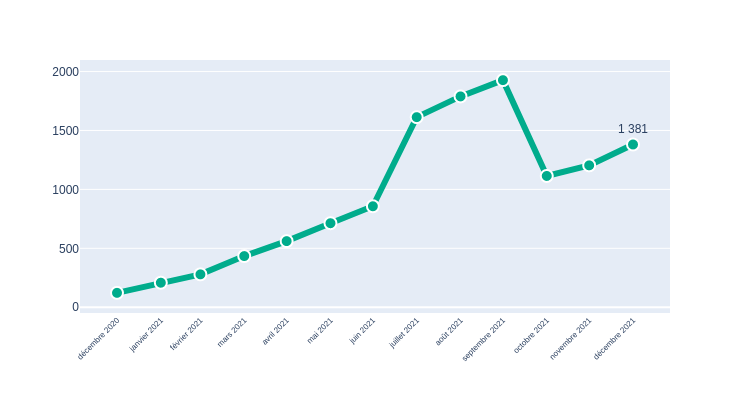 2000
1500
1000
500
0
1 381
décembre 2020
janvier 2021
février 2021
mars 2021
avril 2021
mai 2021
juin 2021
juillet 2021
août 2021
septembre 2021
octobre 2021
novembre 2021
décembre 2021